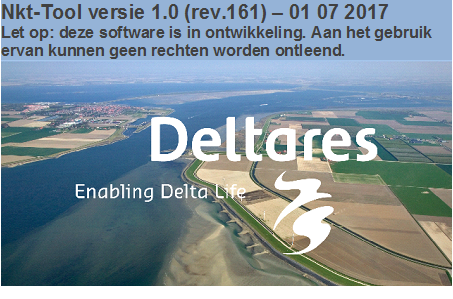 Nkt-Tool versie 1.0 (rev.161) – 01 07 2017
Let op: deze software is in ontwikkeling. Aan het gebruik
ervan kunnen geen rechten worden ontleend.
Deltares
Enabling Delta Life